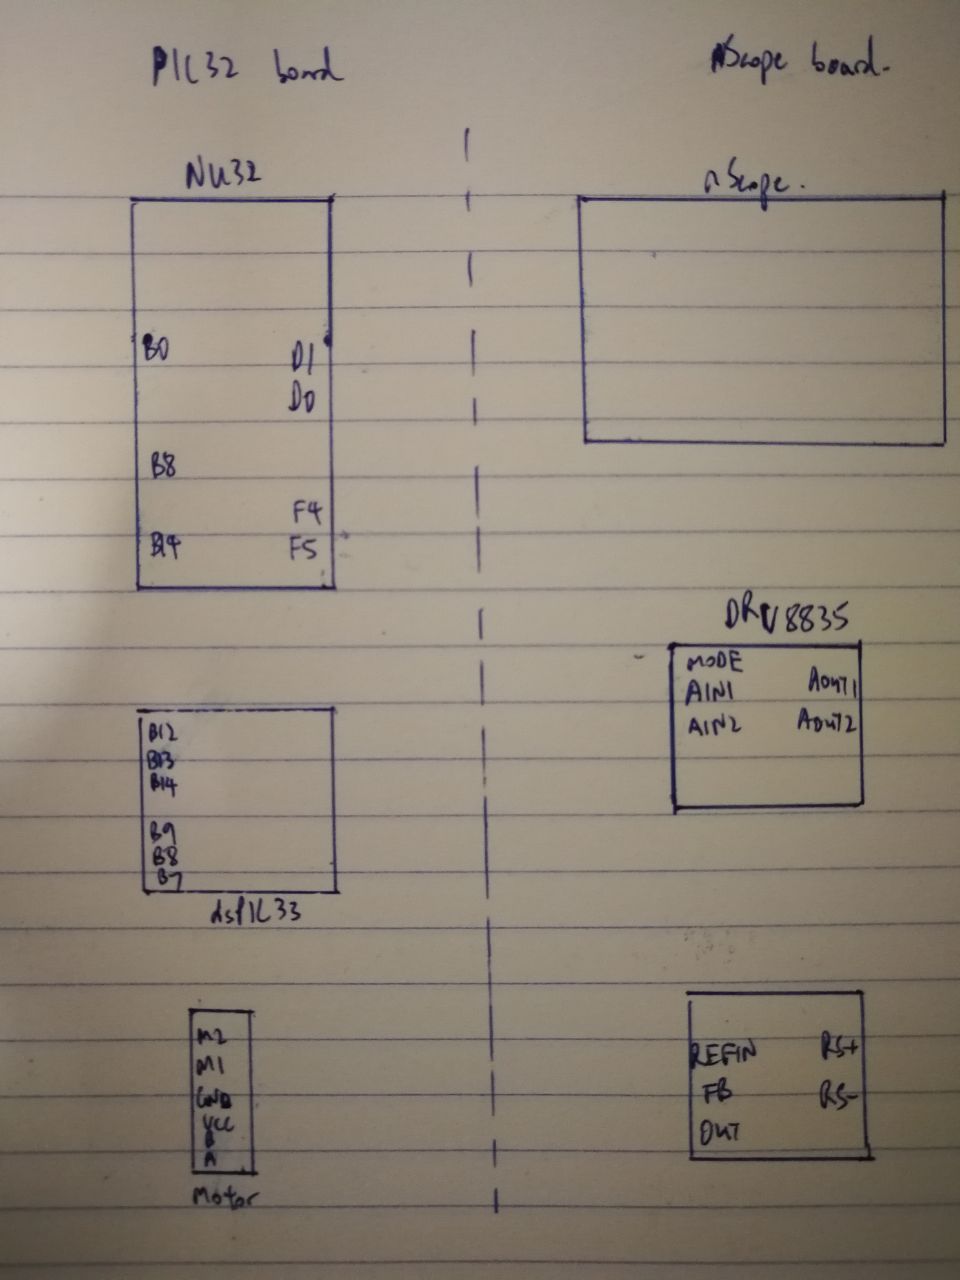 PIC32 board
nScope board.
NU32
nScope.
B0
D1
D0
B8
F4
B14
F5
DRV8835
MODE
AIN1
AOUT1
AIN2
AOUT2
B12
B13
B14
B9
B8
B7
dsPIC33
M2
M1
GND
VCC
B
A
Motor
REFIN
RS+
FB
RS-
OUT